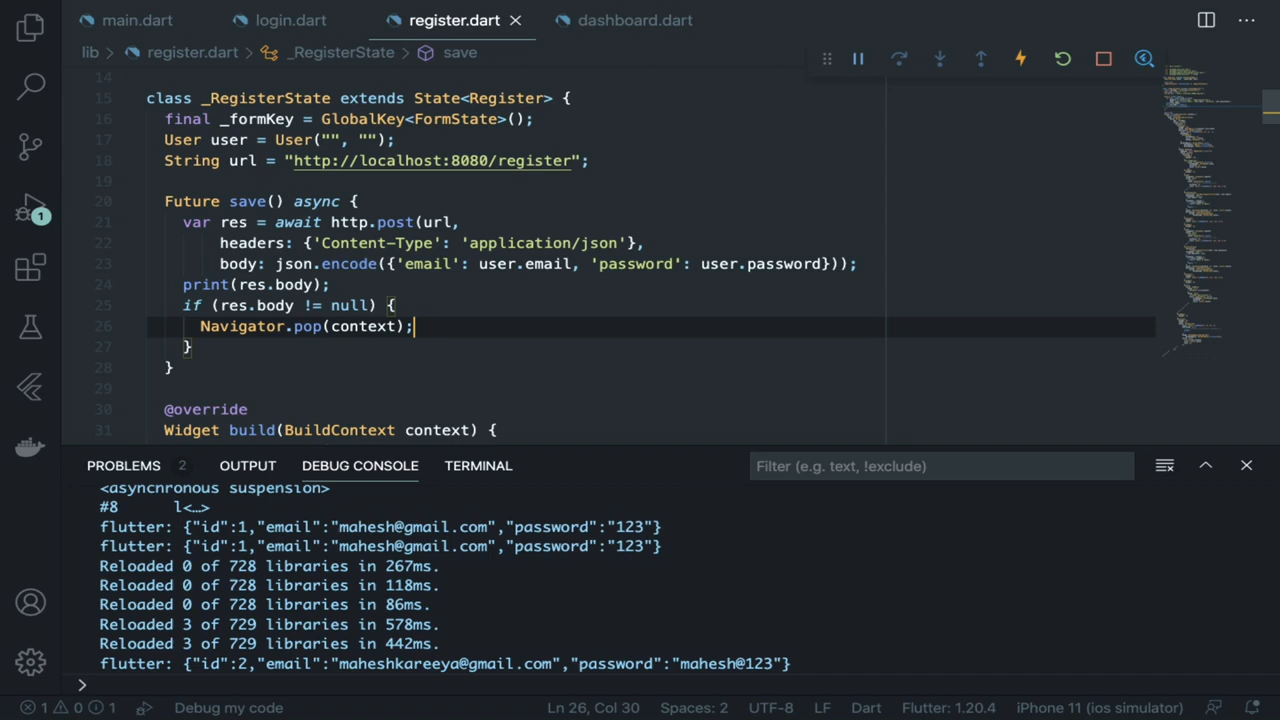 main.dart login.dart register.dart dashboard.dart
lib register.dart _RegisterState save
14
15 class _RegisterState extends State<Register> {
16 final _formKey = GlobalKey<FormState>();
17 User user = User("", "");
18 String url = "http://localhost:8080/register";
19
20 Future save() async {
21 var res = await http.post(url,
22 headers: {'Content-Type': 'application/json'},
23 body: json.encode({'email': user.email, 'password': user.password}));
24 print(res.body);
25 if (res.body != null) {
26 Navigator.pop(context);
27 }
28 }
29
30 @override
31 Widget build(BuildContext context) {
1
PROBLEMS 2 OUTPUT DEBUG CONSOLE TERMINAL Filter (e.g. text, !exclude)
<asynchronous suspension>
#8 l<…>
flutter: {"id":1,"email":"mahesh@gmail.com","password":"123"}
flutter: {"id":1,"email":"mahesh@gmail.com","password":"123"}
Reloaded 0 of 728 libraries in 267ms.
Reloaded 0 of 728 libraries in 118ms.
Reloaded 0 of 728 libraries in 86ms.
Reloaded 3 of 729 libraries in 578ms.
Reloaded 3 of 729 libraries in 442ms.
flutter: {"id":2,"email":"maheshkareeya@gmail.com","password":"mahesh@123"}
>
1 0 1 Debug my code Ln 26, Col 30 Spaces: 2 UTF-8 LF Dart Flutter: 1.20.4 iPhone 11 (ios simulator)